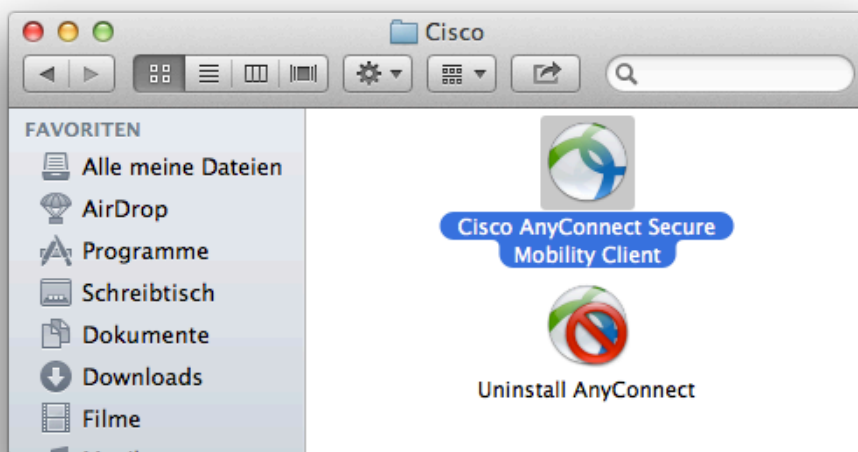 Cisco
FAVORITEN
Alle meine Dateien
AirDrop
Programme
Schreibtisch
Dokumente
Downloads
Filme
Cisco AnyConnect Secure
Mobility Client
Uninstall AnyConnect